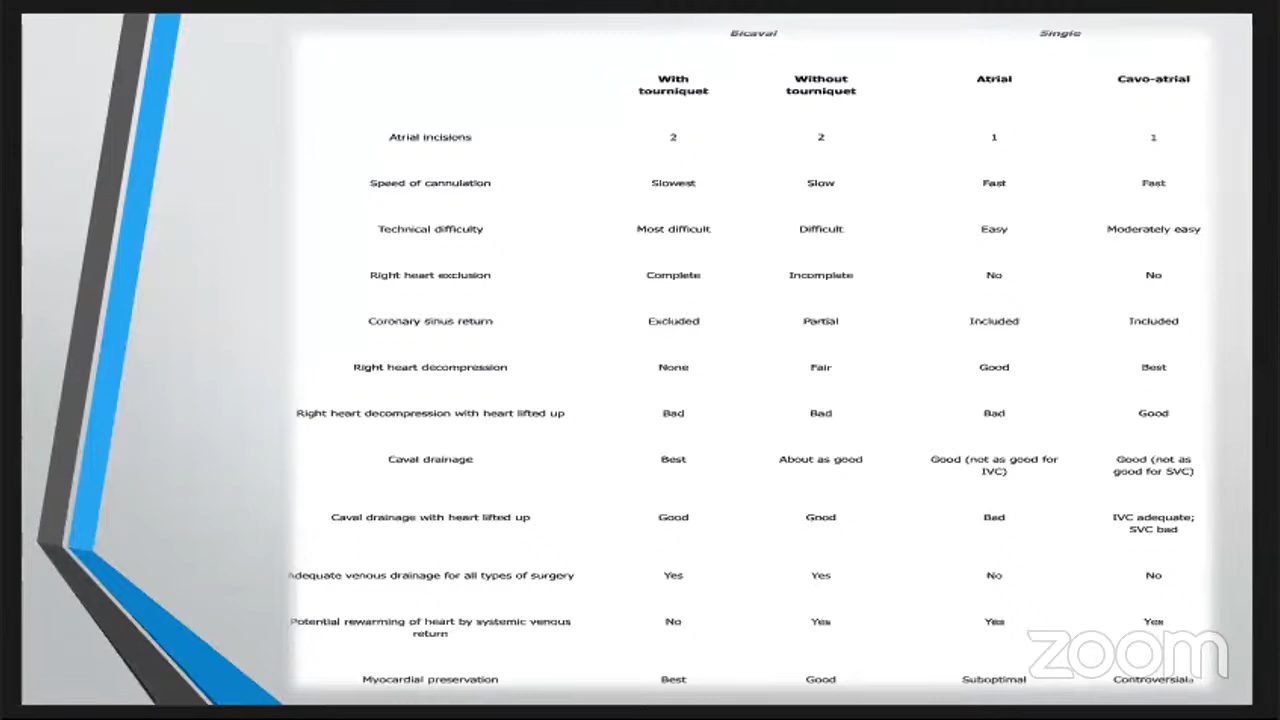 Bicaval Single
With Without Atrial Cavo-atrial
tourniquet tourniquet
Atrial incisions 2 2 1 1
Speed of cannulation Slowest Slow Fast Fast
Technical difficulty Most difficult Difficult Easy Moderately easy
Right heart exclusion Complete Incomplete No No
Coronary sinus return Excluded Partial Included Included
Right heart decompression None Fair Good Best
Right heart decompression with heart lifted up Bad Bad Bad Good
Caval drainage Best About as good Good (not as good for Good (not as
IVC) good for SVC)
Caval drainage with heart lifted up Good Good Bad IVC adequate;
SVC bad
Adequate venous drainage for all types of surgery Yes Yes No No
Potential rewarming of heart by systemic venous No Yes Yes Yes
return
Myocardial preservation Best Good Suboptimal Controversial
zoom